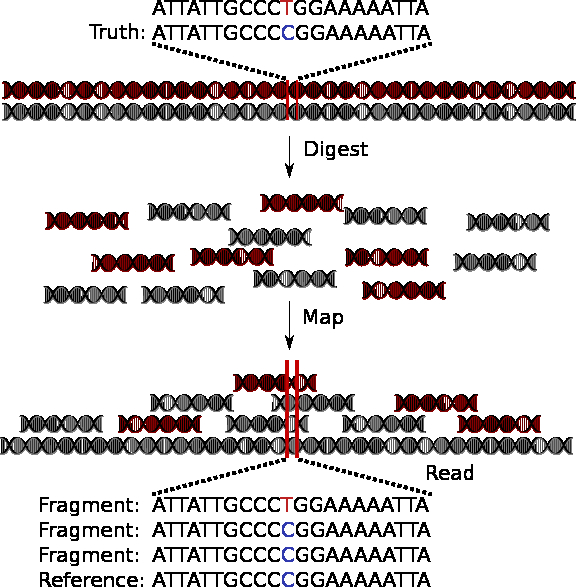 ATTATTGCCCTGGAAAAATTA
Truth: ATTATTGCCCCGGAAAAATTA
Digest
Map
Read
Fragment: ATTATTGCCCTGGAAAAATTA
Fragment: ATTATTGCCCCGGAAAAATTA
Fragment: ATTATTGCCCCGGAAAAATTA
Reference: ATTATTGCCCCGGAAAAATTA